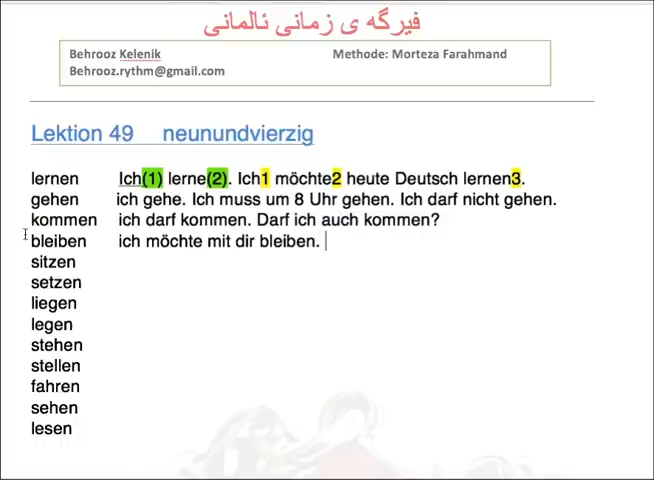 فیرگه ی زمانی ئالمانی
Behrooz Kelenik Methode: Morteza Farahmand
Behrooz.rythm@gmail.com
Lektion 49 neunundvierzig
lernen Ich(1) lerne(2). Ich1 möchte2 heute Deutsch lernen3.
gehen ich gehe. Ich muss um 8 Uhr gehen. Ich darf nicht gehen.
kommen ich darf kommen. Darf ich auch kommen?
bleiben ich möchte mit dir bleiben.
sitzen
setzen
liegen
legen
stehen
stellen
fahren
sehen
lesen